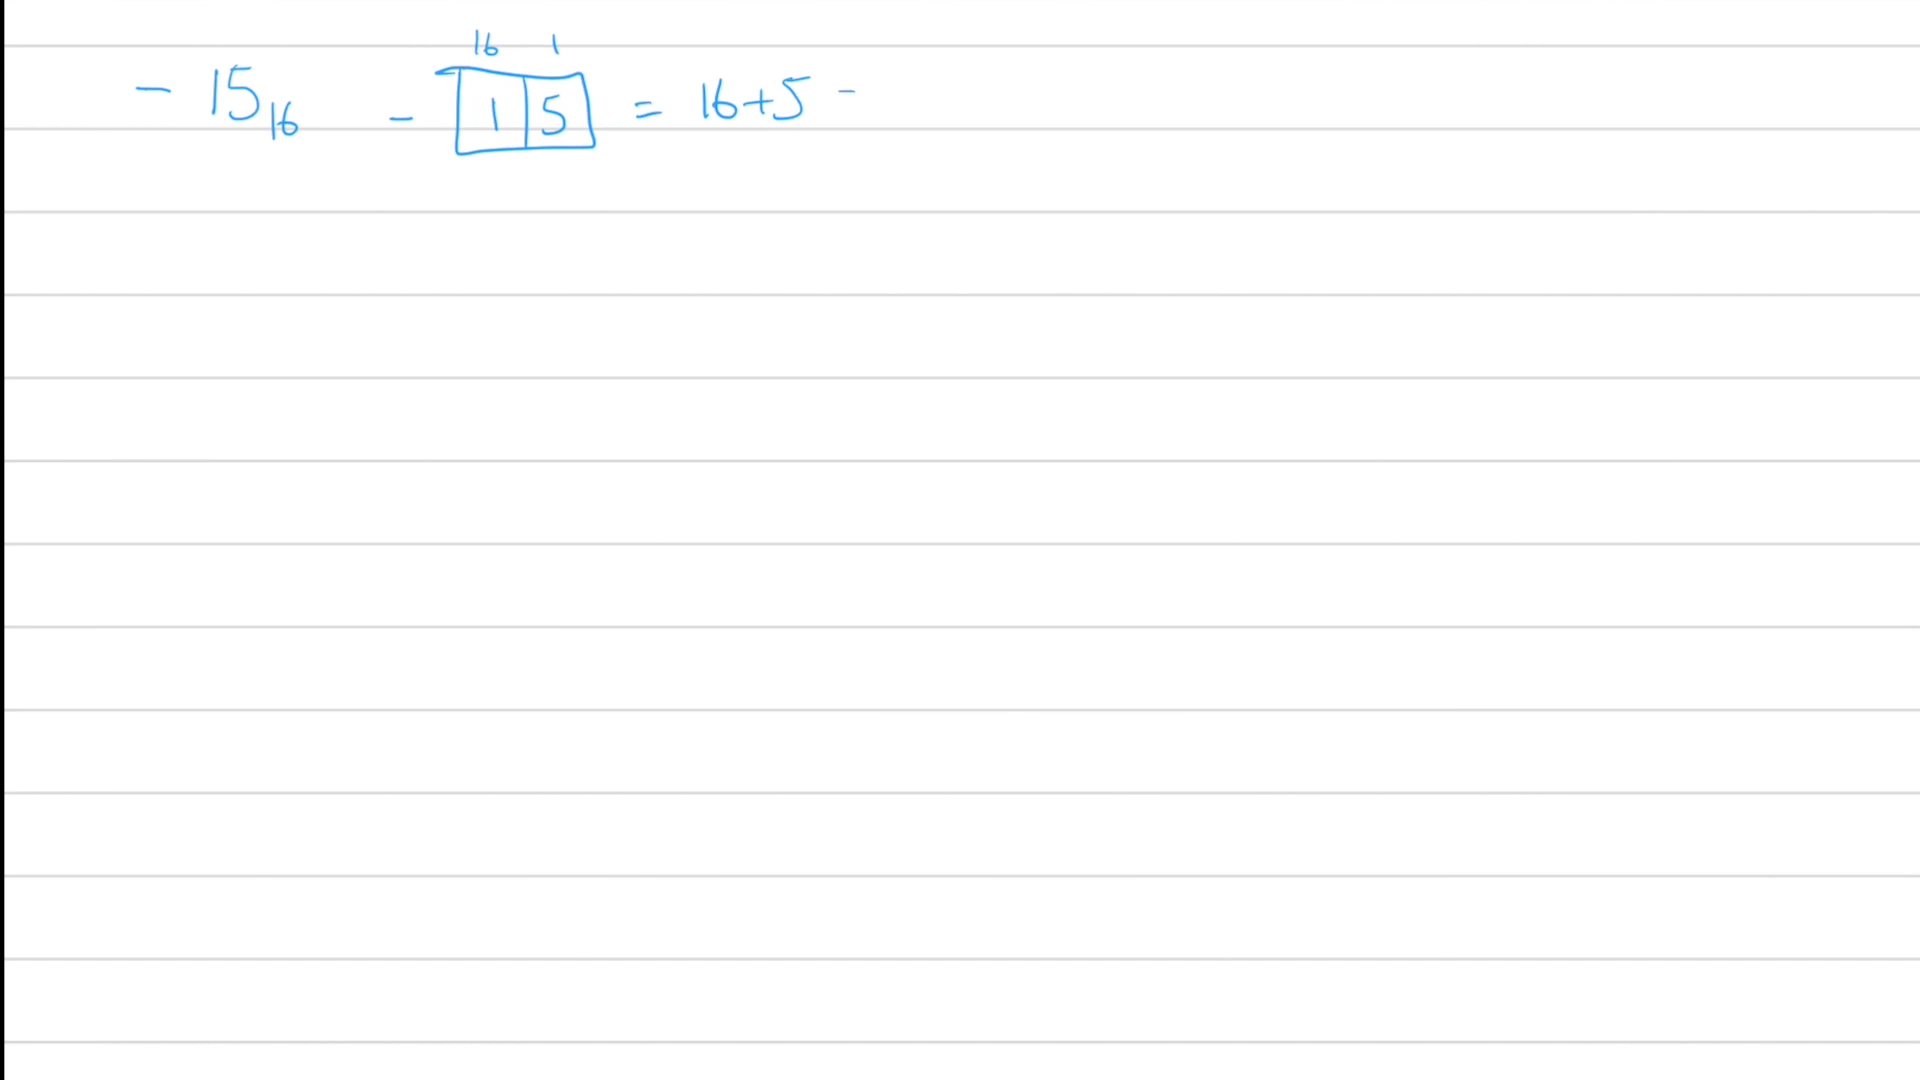 16 1
- 15₁₆ - 1 5 = 16+5 -